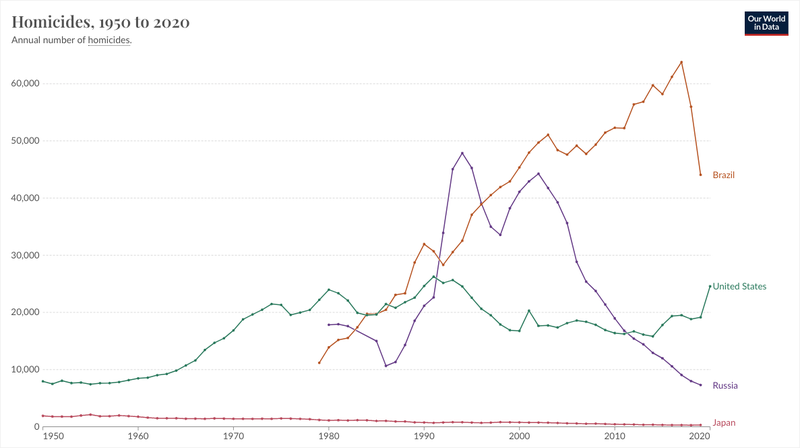 Homicides, 1950 to 2020
Our World
in Data
Annual number of homicides.
60,000
50,000
40,000
30,000
20,000
10,000
0
Brazil
United States
Russia
Japan
1950
1960
1970
1980
1990
2000
2010
2020